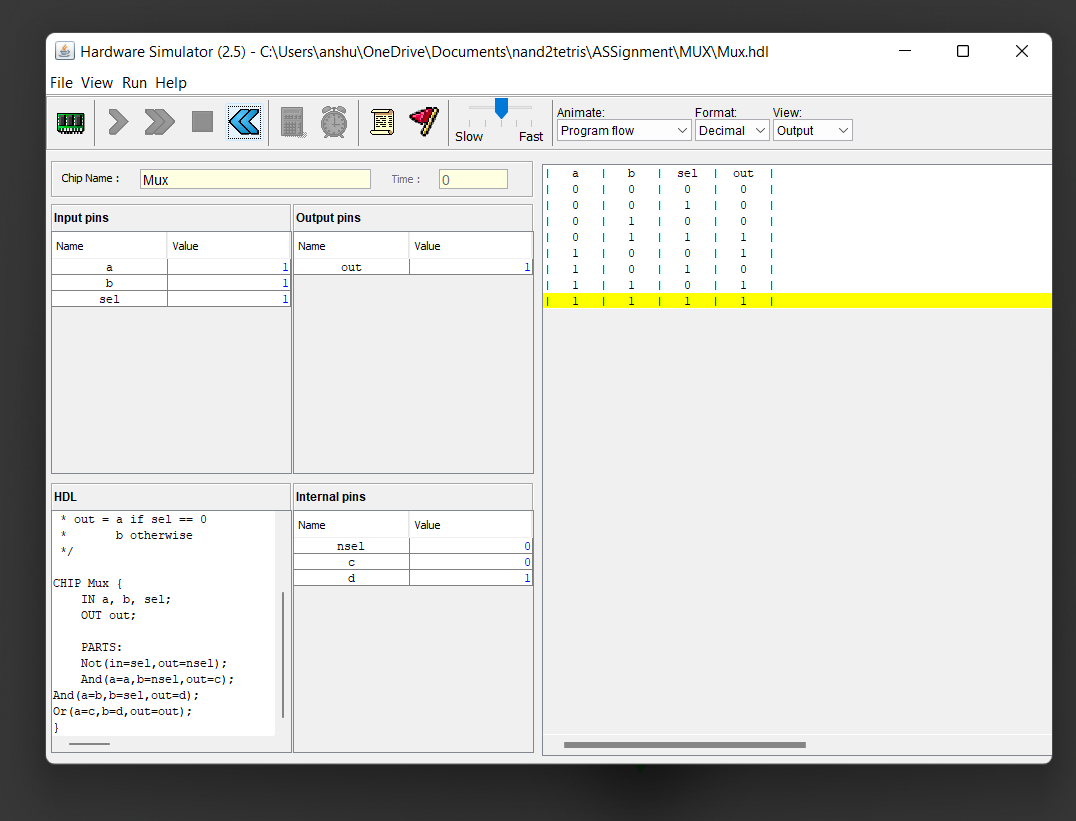 Hardware Simulator (2.5) - C:\Users\anshu\OneDrive\Documents\nand2tetris\ASSignment\MUX\Mux.hdl
File View Run Help
Slow Fast
Animate: Format: View:
Program flow Decimal Output
Chip Name : Mux Time : 0
Input pins
Name Value
a 1
b 1
sel 1
Output pins
Name Value
out 1
HDL
* out = a if sel == 0
* b otherwise
*/
CHIP Mux {
IN a, b, sel;
OUT out;
PARTS:
Not(in=sel,out=nsel);
And(a=a,b=nsel,out=c);
And(a=b,b=sel,out=d);
Or(a=c,b=d,out=out);
}
Internal pins
Name Value
nsel 0
c 0
d 1
| a | b | sel | out |
| 0 | 0 | 0 | 0 |
| 0 | 0 | 1 | 0 |
| 0 | 1 | 0 | 0 |
| 0 | 1 | 1 | 1 |
| 1 | 0 | 0 | 1 |
| 1 | 0 | 1 | 0 |
| 1 | 1 | 0 | 1 |
| 1 | 1 | 1 | 1 |